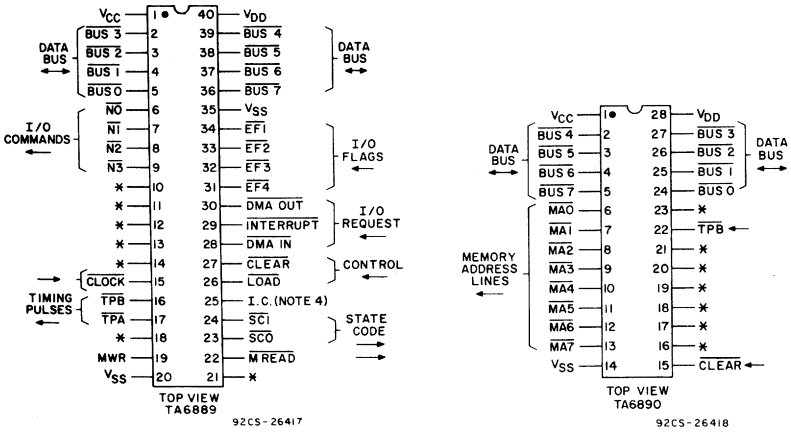 VCC 1 40 VDD
BUS 3 2 39 BUS 4
BUS 2 3 38 BUS 5
BUS 1 4 37 BUS 6
BUS 0 5 36 BUS 7
N0 6 35 VSS
N1 7 34 EF1
N2 8 33 EF2
N3 9 32 EF3
* 10 31 EF4
* 11 30 DMA OUT
* 12 29 INTERRUPT
* 13 28 DMA IN
* 14 27 CLEAR
CLOCK 15 26 LOAD
TPB 16 25 I.C. (NOTE 4)
TPA 17 24 SC1
* 18 23 SC0
MWR 19 22 M READ
VSS 20 21 *
DATA
BUS
I/O
COMMANDS
TIMING
PULSES
DATA
BUS
I/O
FLAGS
I/O
REQUEST
CONTROL
STATE
CODE
TOP VIEW
TA6889
92CS-26417
VCC 1 28 VDD
BUS 4 2 27 BUS 3
BUS 5 3 26 BUS 2
BUS 6 4 25 BUS 1
BUS 7 5 24 BUS 0
MA0 6 23 *
MA1 7 22 TPB
MA2 8 21 *
MA3 9 20 *
MA4 10 19 *
MA5 11 18 *
MA6 12 17 *
MA7 13 16 *
VSS 14 15 CLEAR
DATA
BUS
MEMORY
ADDRESS
LINES
DATA
BUS
TOP VIEW
TA6890
92CS-26418